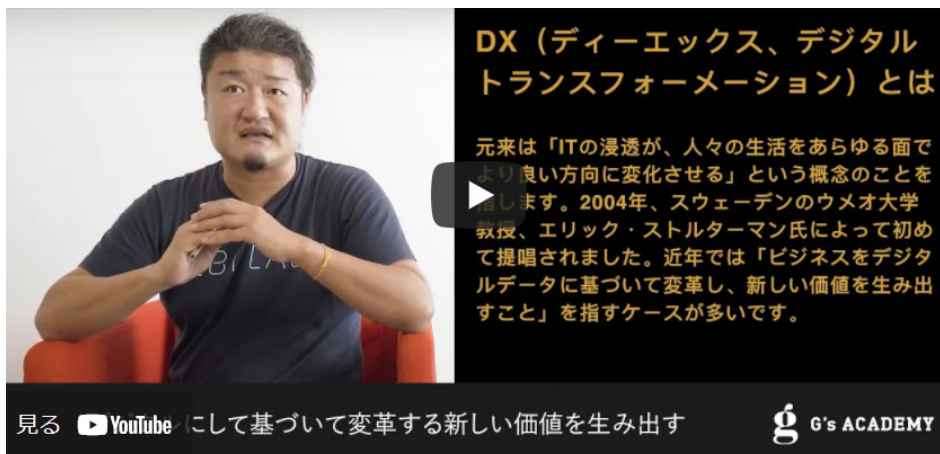 DX（ディーエックス、デジタル
トランスフォーメーション）とは
元来は「ITの浸透が、人々の生活をあらゆる面で
より良い方向に変化させる」という概念のことを
指します。2004年、スウェーデンのウメオ大学
教授、エリック・ストルターマン氏によって初め
て提唱されました。近年では「ビジネスをデジタ
ルデータに基づいて変革し、新しい価値を生み出
すこと」を指すケースが多いです。
見る YouTube にして基づいて変革する新しい価値を生み出す
G's ACADEMY